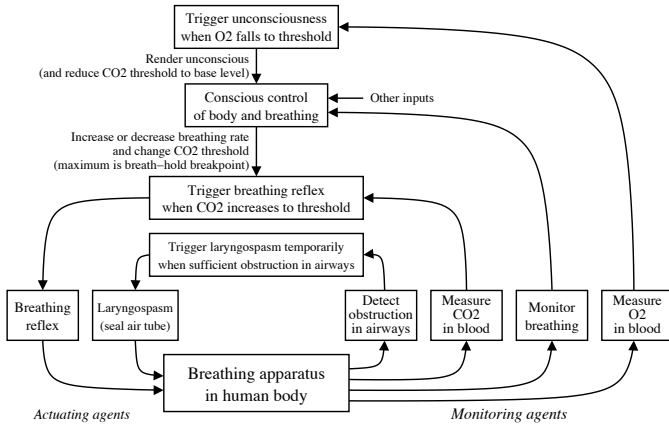 Trigger unconsciousness
when O2 falls to threshold
Render unconscious
(and reduce CO2 threshold to base level)
Conscious control
of body and breathing
Other inputs
Increase or decrease breathing rate
and change CO2 threshold
(maximum is breath−hold breakpoint)
Trigger breathing reflex
when CO2 increases to threshold
Trigger laryngospasm temporarily
when sufficient obstruction in airways
Breathing
reflex
Laryngospasm
(seal air tube)
Detect
obstruction
in airways
Measure
CO2
in blood
Monitor
breathing
Measure
O2
in blood
Breathing apparatus
in human body
Actuating agents
Monitoring agents